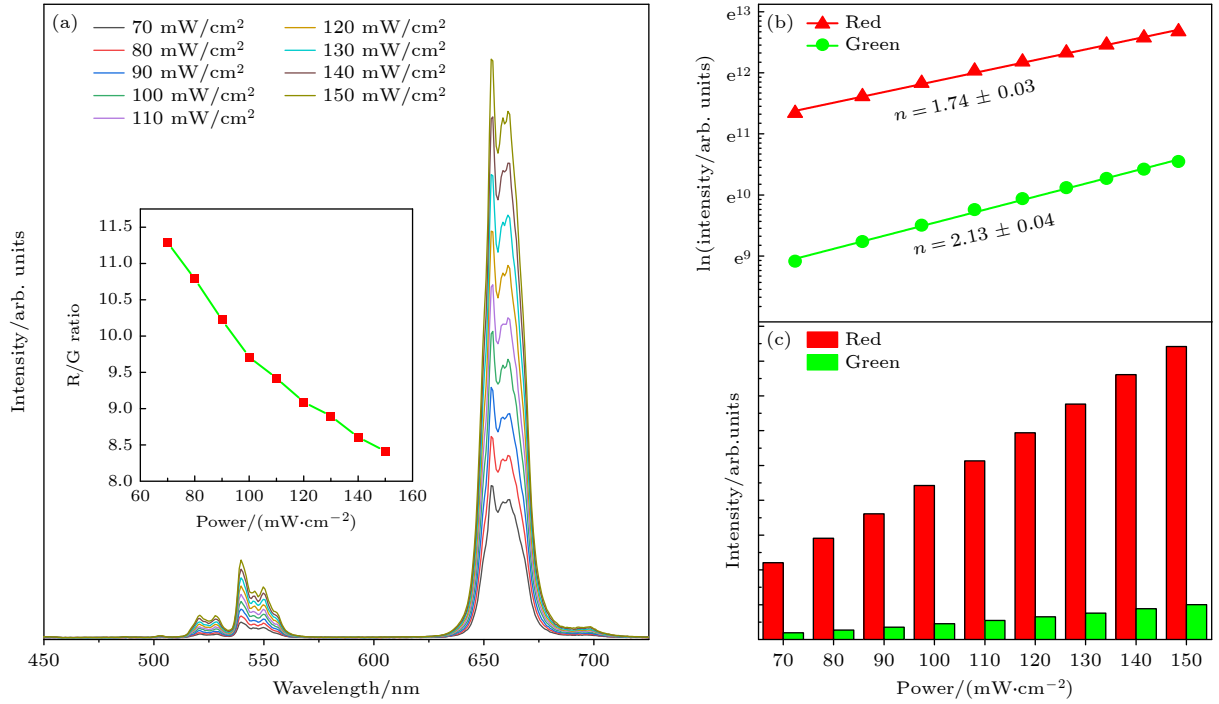 (a)
70 mW/cm²
80 mW/cm²
90 mW/cm²
100 mW/cm²
110 mW/cm²
120 mW/cm²
130 mW/cm²
140 mW/cm²
150 mW/cm²
Intensity/arb. units
R/G ratio
11.5
11.0
10.5
10.0
9.5
9.0
8.5
8.0
60 80 100 120 140 160
Power/(mW·cm⁻²)
450 500 550 600 650 700
Wavelength/nm
(b)
Red
Green
ln(intensity/arb. units)
e¹³
e¹²
e¹¹
e¹⁰
e⁹
n = 1.74 ± 0.03
n = 2.13 ± 0.04
(c)
Red
Green
Intensity/arb.units
70 80 90 100 110 120 130 140 150
Power/(mW·cm⁻²)